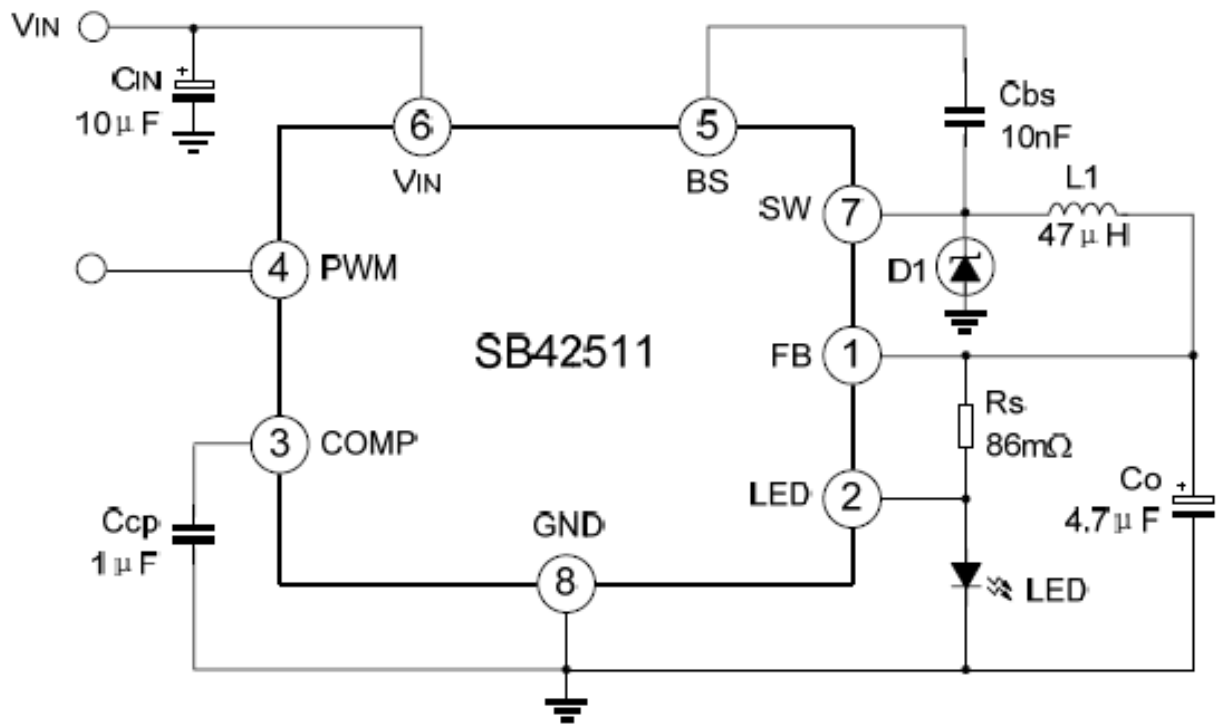 VIN
CIN
+
10μF
6
VIN
5
BS
Cbs
10nF
SW
7
L1
47μH
D1
4
PWM
SB42511
FB
1
Rs
86mΩ
3
COMP
LED
2
Co
+
4.7μF
Ccp
1μF
GND
8
LED